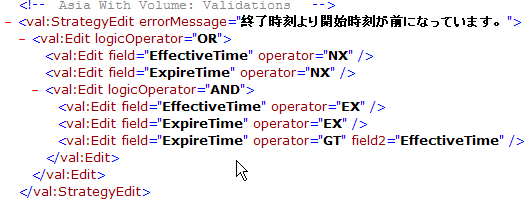 <!-- Asia With Volume: Validations -->
- <val:StrategyEdit errorMessage="終了時刻より開始時刻が前になっています。">
- <val:Edit logicOperator="OR">
<val:Edit field="EffectiveTime" operator="NX" />
<val:Edit field="ExpireTime" operator="NX" />
- <val:Edit logicOperator="AND">
<val:Edit field="EffectiveTime" operator="EX" />
<val:Edit field="ExpireTime" operator="EX" />
<val:Edit field="ExpireTime" operator="GT" field2="EffectiveTime" />
</val:Edit>
</val:Edit>
</val:StrategyEdit>